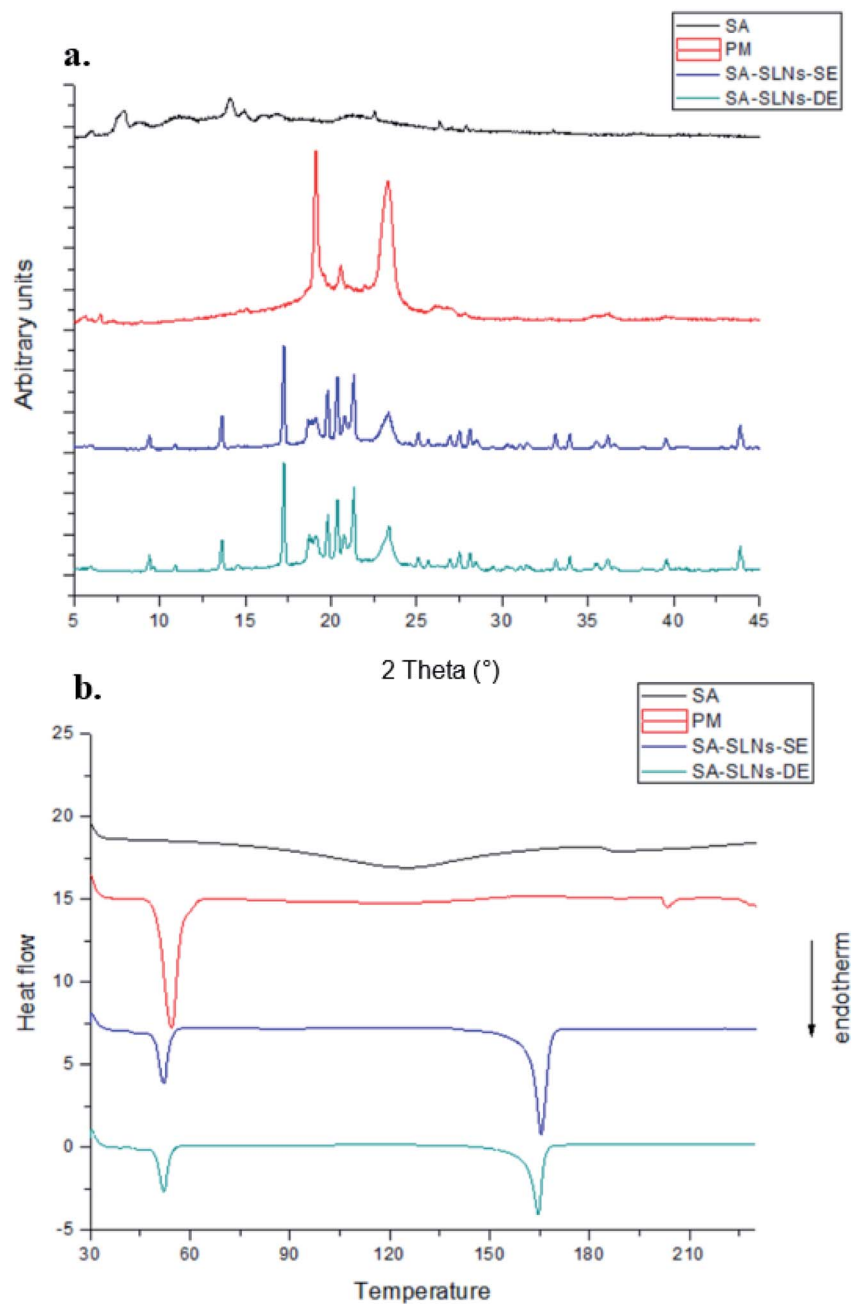 a.
SA
PM
SA-SLNs-SE
SA-SLNs-DE
Arbitrary units
5 10 15 20 25 30 35 40 45
2 Theta (°)
b.
SA
PM
SA-SLNs-SE
SA-SLNs-DE
25
20
15
10
5
0
-5
Heat flow
endotherm
30 60 90 120 150 180 210
Temperature